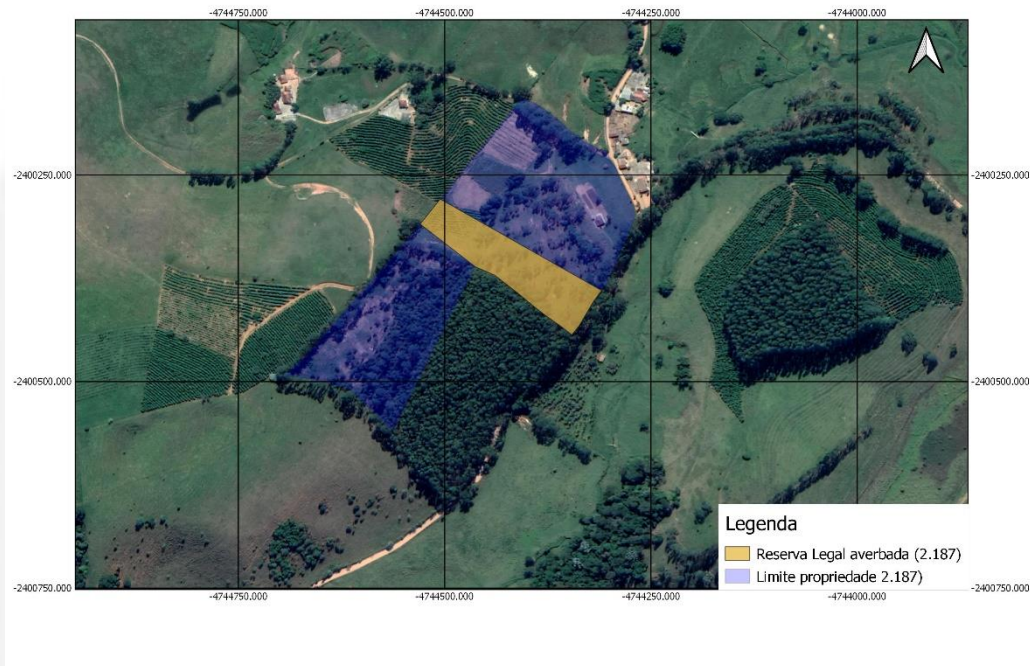 -4744750.000 -4744500.000 -4744250.000 -4744000.000
-2400250.000 -2400250.000
-2400500.000 -2400500.000
Legenda
Reserva Legal averbada (2.187)
Limite propriedade 2.187)
-2400750.000 -2400750.000
-4744750.000 -4744500.000 -4744250.000 -4744000.000